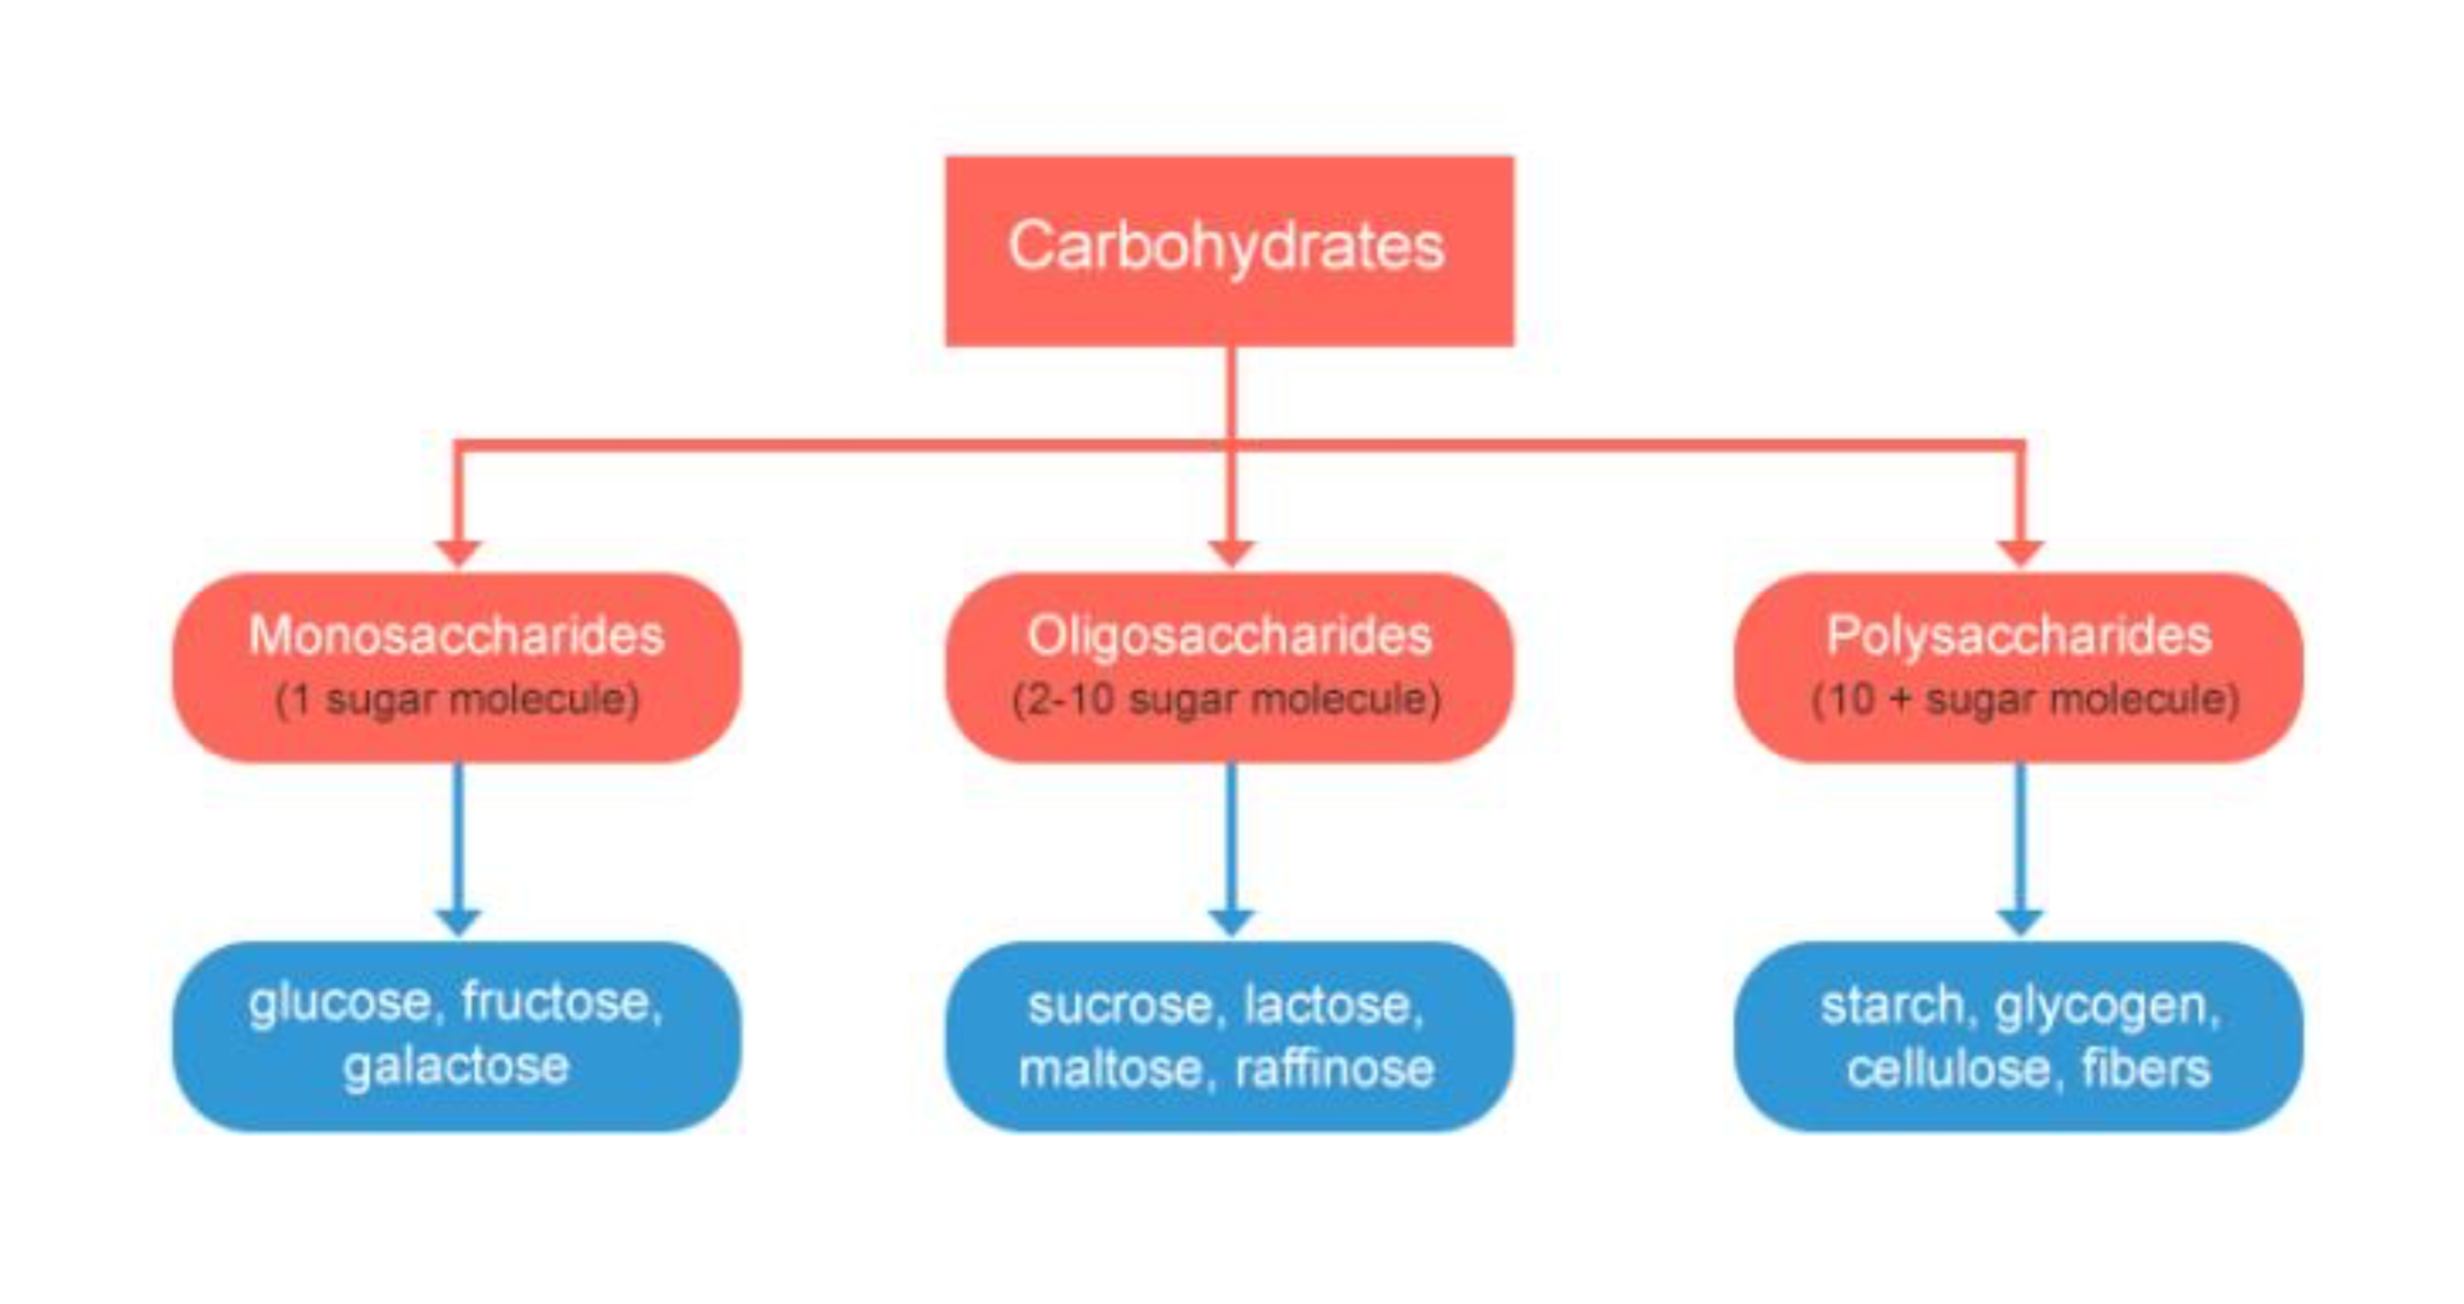 Carbohydrates
Monosaccharides
(1 sugar molecule)
Oligosaccharides
(2-10 sugar molecule)
Polysaccharides
(10 + sugar molecule)
glucose, fructose,
galactose
sucrose, lactose,
maltose, raffinose
starch, glycogen,
cellulose, fibers